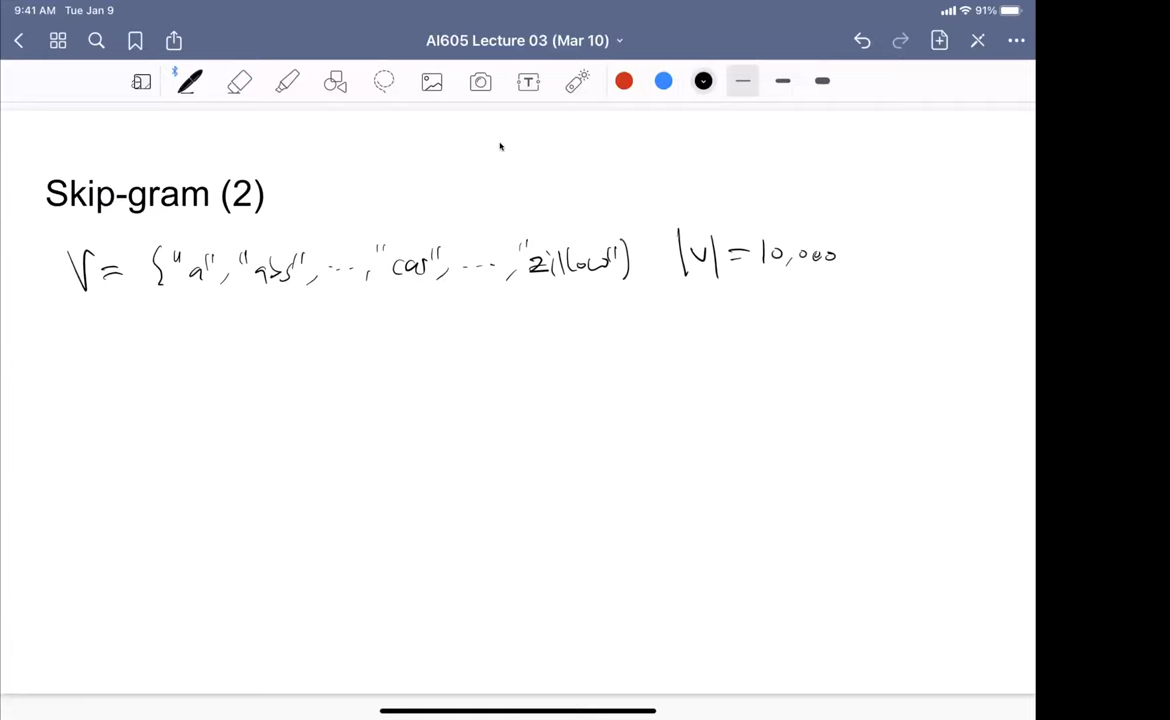 9:41 AM Tue Jan 9 91%
AI605 Lecture 03 (Mar 10)
T
Skip-gram (2)
V = {"a", "abs", ..., "car", ..., "zillow"} |V| = 10,000